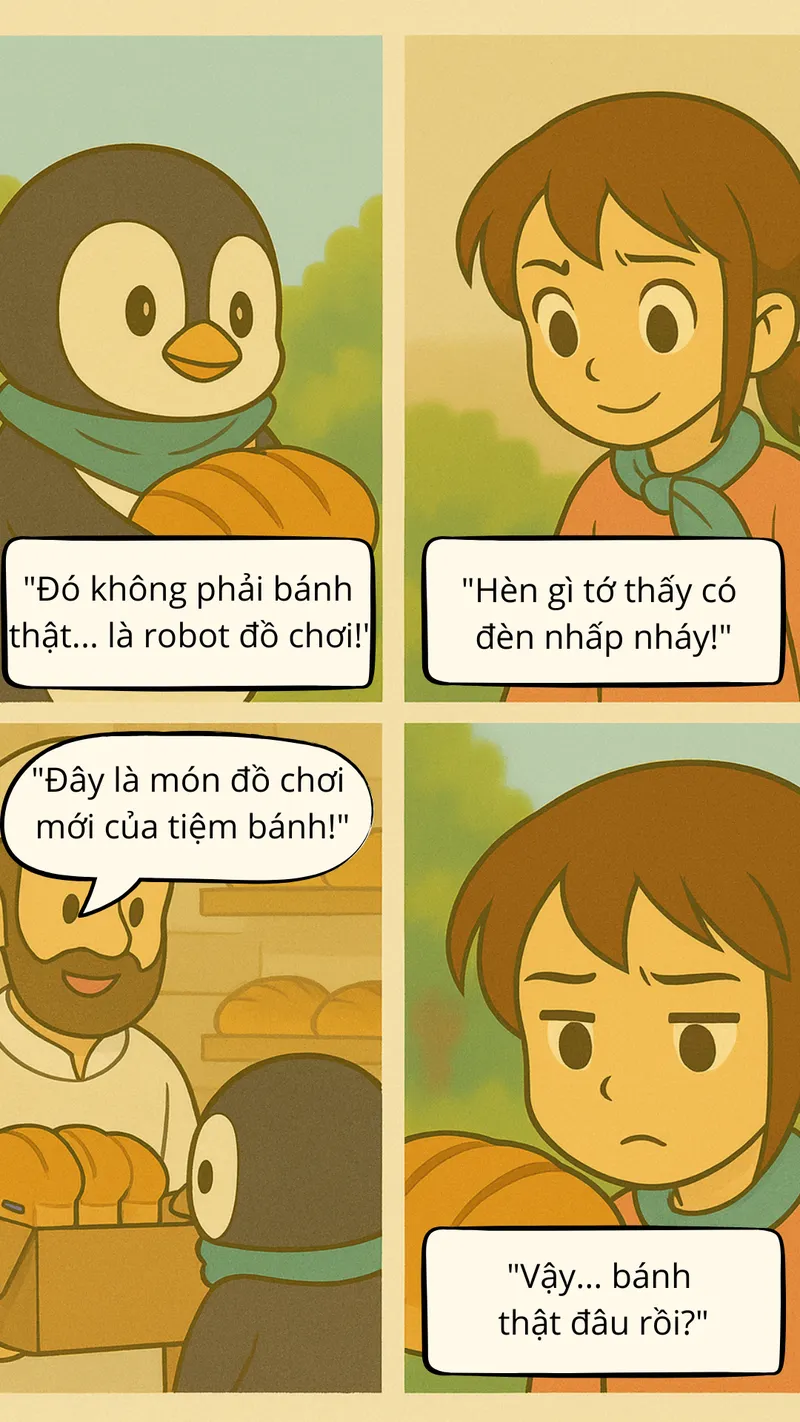 "Đó không phải bánh
thật... là robot đồ chơi!"
"Hèn gì tớ thấy có
đèn nhấp nháy!"
"Đây là món đồ chơi
mới của tiệm bánh!"
"Vậy... bánh
thật đâu rồi?"